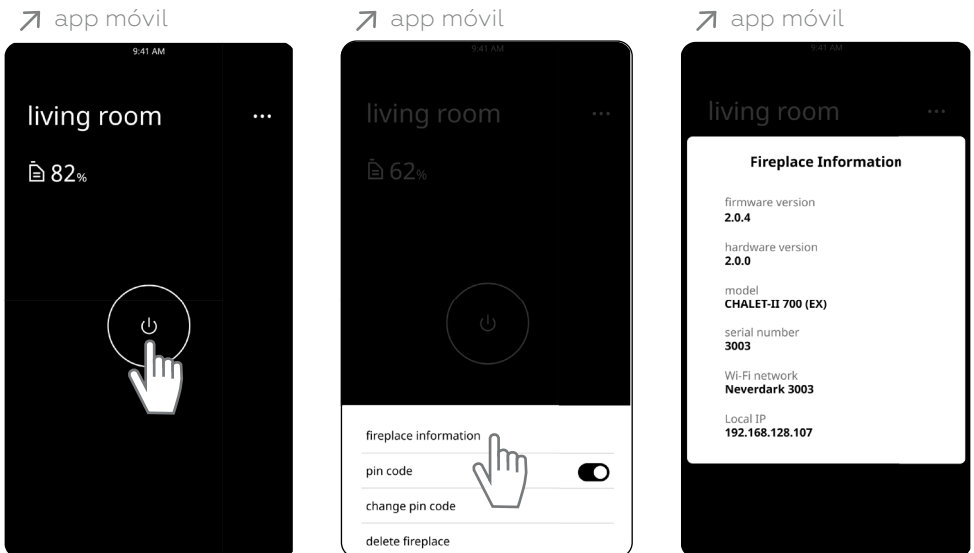 app móvil
9:41 AM
living room
...
82%
app móvil
9:41 AM
living room
...
62%
fireplace information
pin code
change pin code
delete fireplace
app móvil
9:41 AM
living room
...
Fireplace Information
firmware version
2.0.4
hardware version
2.0.0
model
CHALET-II 700 (EX)
serial number
3003
Wi-Fi network
Neverdark 3003
Local IP
192.168.128.107